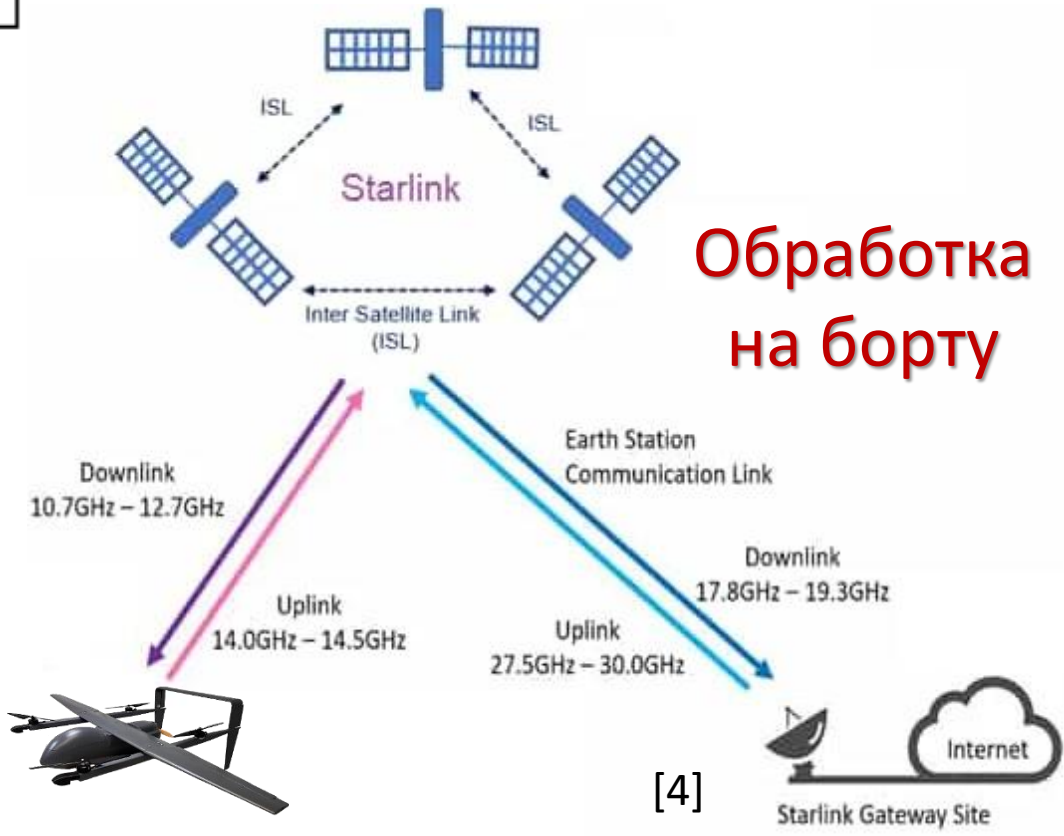 ISL
ISL
Starlink
Обработка
на борту
Inter Satellite Link
(ISL)
Earth Station
Communication Link
Downlink
10.7GHz – 12.7GHz
Downlink
17.8GHz – 19.3GHz
Uplink
14.0GHz – 14.5GHz
Uplink
27.5GHz – 30.0GHz
Internet
[4]
Starlink Gateway Site